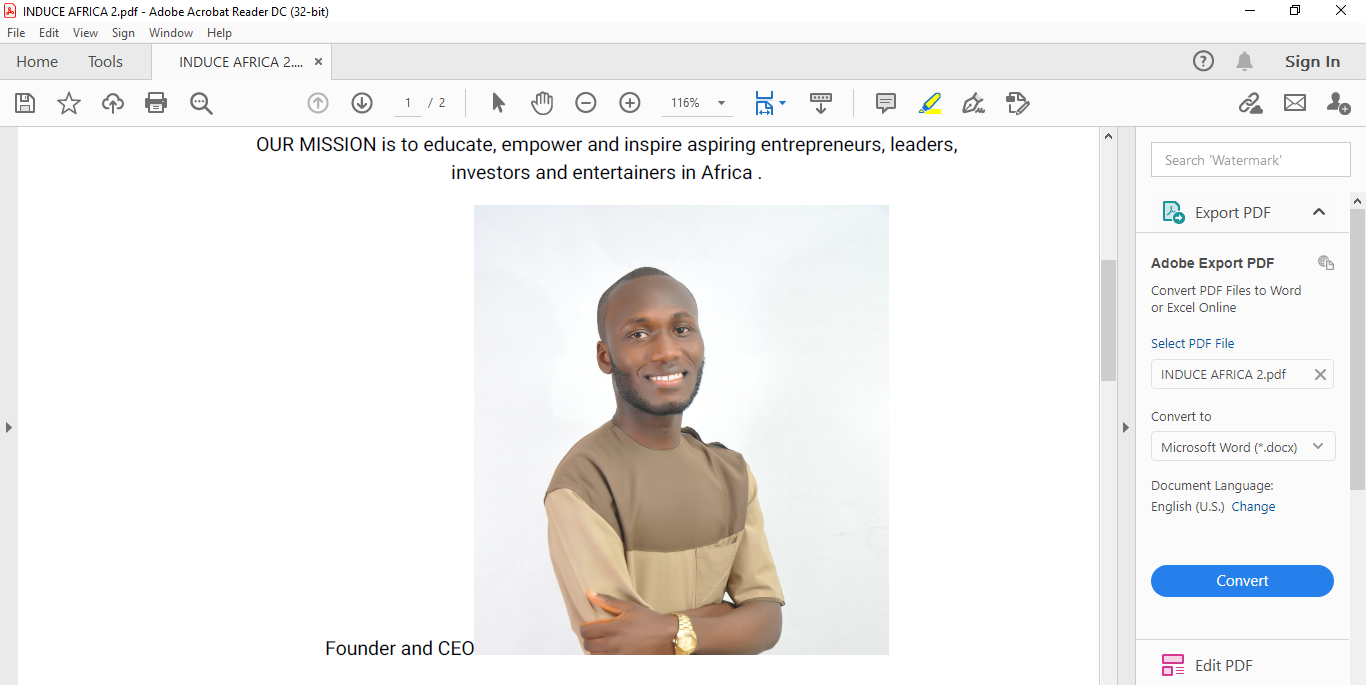 INDUCE AFRICA 2.pdf - Adobe Acrobat Reader DC (32-bit)
File Edit View Sign Window Help
Home Tools INDUCE AFRICA 2.... × Sign In
1 / 2 116%
OUR MISSION is to educate, empower and inspire aspiring entrepreneurs, leaders,
investors and entertainers in Africa .
Founder and CEO
Search 'Watermark'
Export PDF
Adobe Export PDF
Convert PDF Files to Word
or Excel Online
Select PDF File
INDUCE AFRICA 2.pdf
Convert to
Microsoft Word (*.docx)
Document Language:
English (U.S.) Change
Convert
Edit PDF